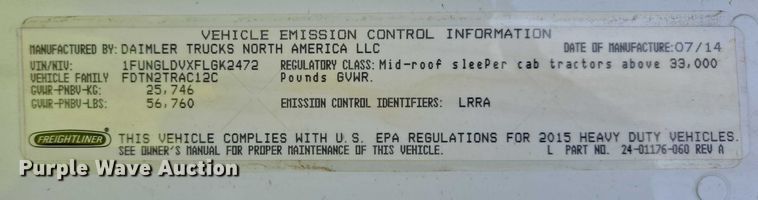 VEHICLE EMISSION CONTROL INFORMATION
MANUFACTURED BY: DAIMLER TRUCKS NORTH AMERICA LLC DATE OF MANUFACTURE: 07/14
VIN/NIV: 1FUNGLDVXFLGK2472 REGULATORY CLASS: Mid-roof sleePer cab tractors above 33,000
VEHICLE FAMILY FDTN2TRAC12C Pounds GVWR.
GVWR-PNBV-KG: 25,746
GVWR-PNBV-LBS: 56,760 EMISSION CONTROL IDENTIFIERS: LRRA
FREIGHTLINER THIS VEHICLE COMPLIES WITH U.S. EPA REGULATIONS FOR 2015 HEAVY DUTY VEHICLES.
SEE OWNER'S MANUAL FOR PROPER MAINTENANCE OF THIS VEHICLE. L PART NO. 24-01176-060 REV A
Purple Wave Auction